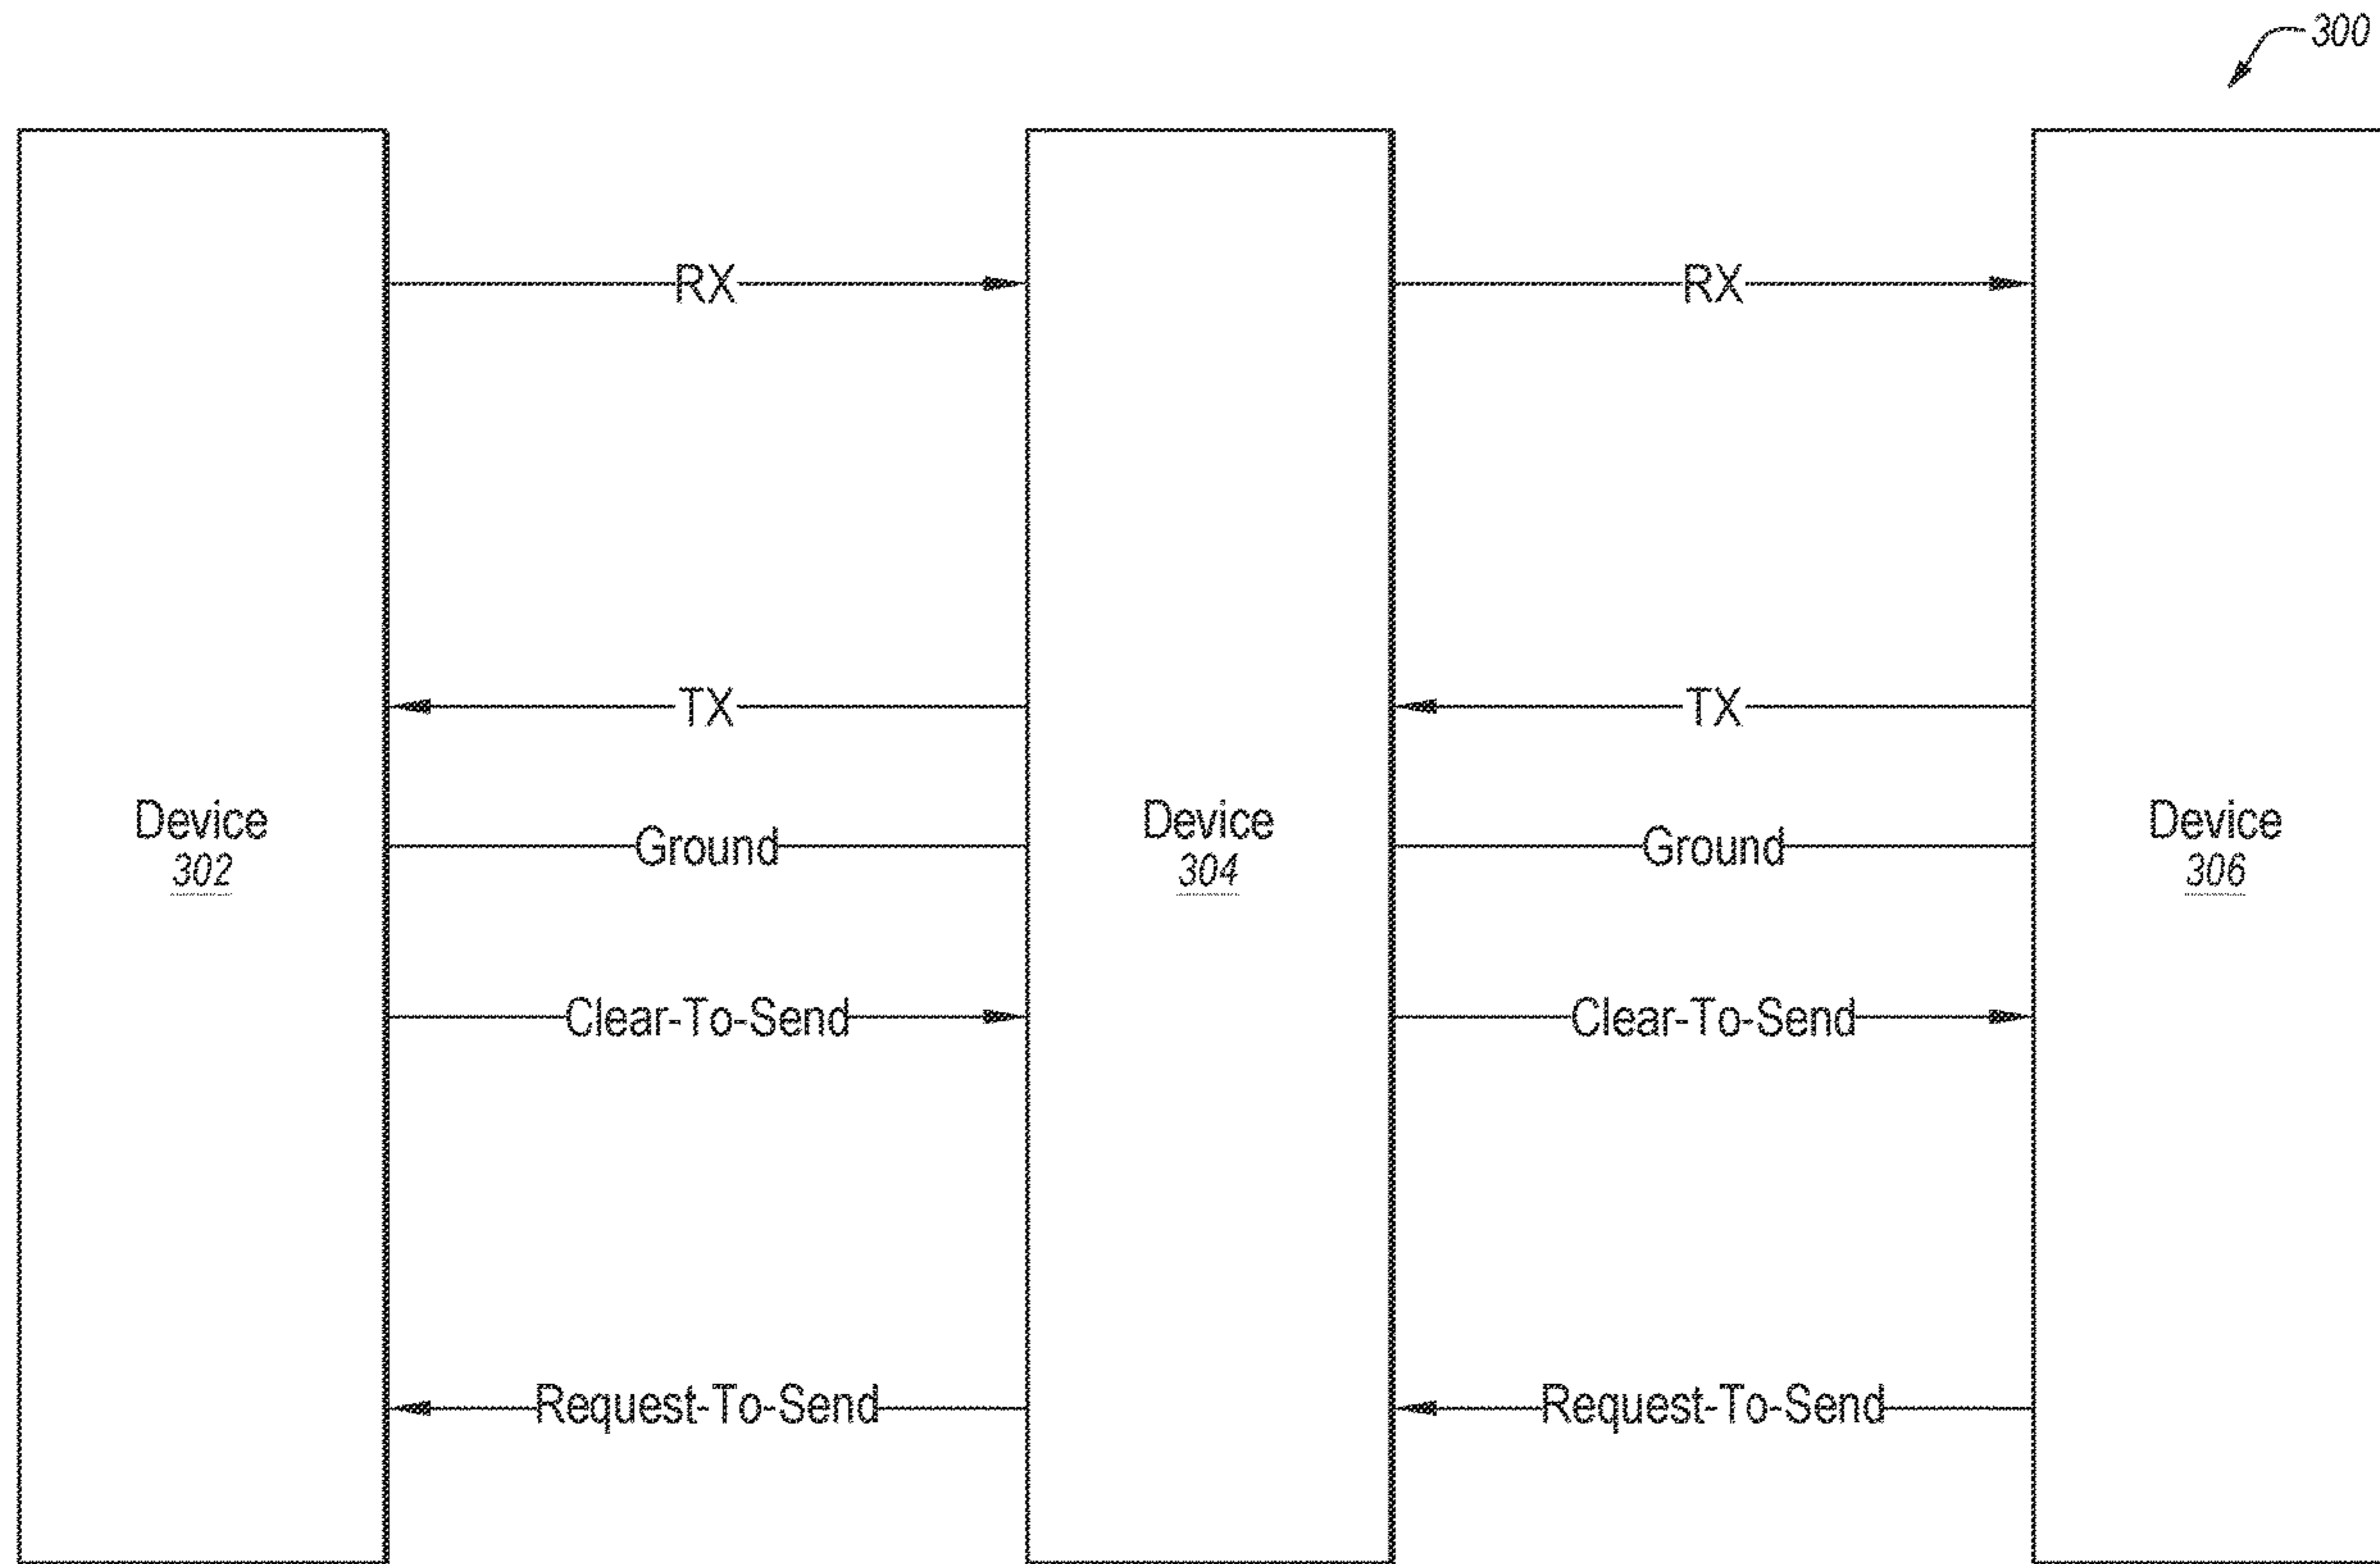 300
RX
RX
TX
TX
Device
302
Ground
Device
304
Ground
Device
306
Clear-To-Send
Clear-To-Send
Request-To-Send
Request-To-Send